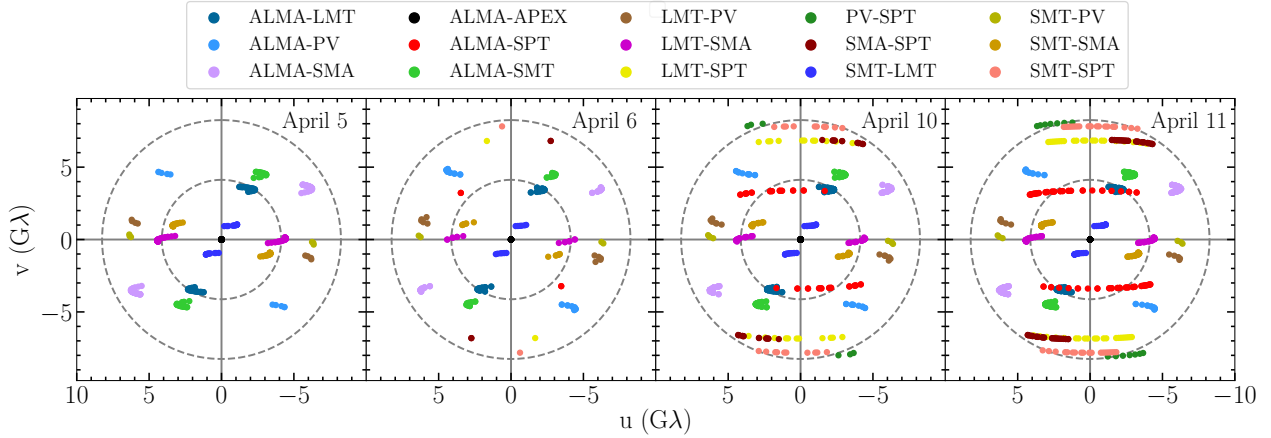 ALMA-LMT ALMA-APEX LMT-PV PV-SPT SMT-PV
ALMA-PV ALMA-SPT LMT-SMA SMA-SPT SMT-SMA
ALMA-SMA ALMA-SMT LMT-SPT SMT-LMT SMT-SPT
April 5 April 6 April 10 April 11
5
0
−5
v (Gλ)
10 5 0 −5 5 0 −5 5 0 −5 5 0 −5 −10
u (Gλ)